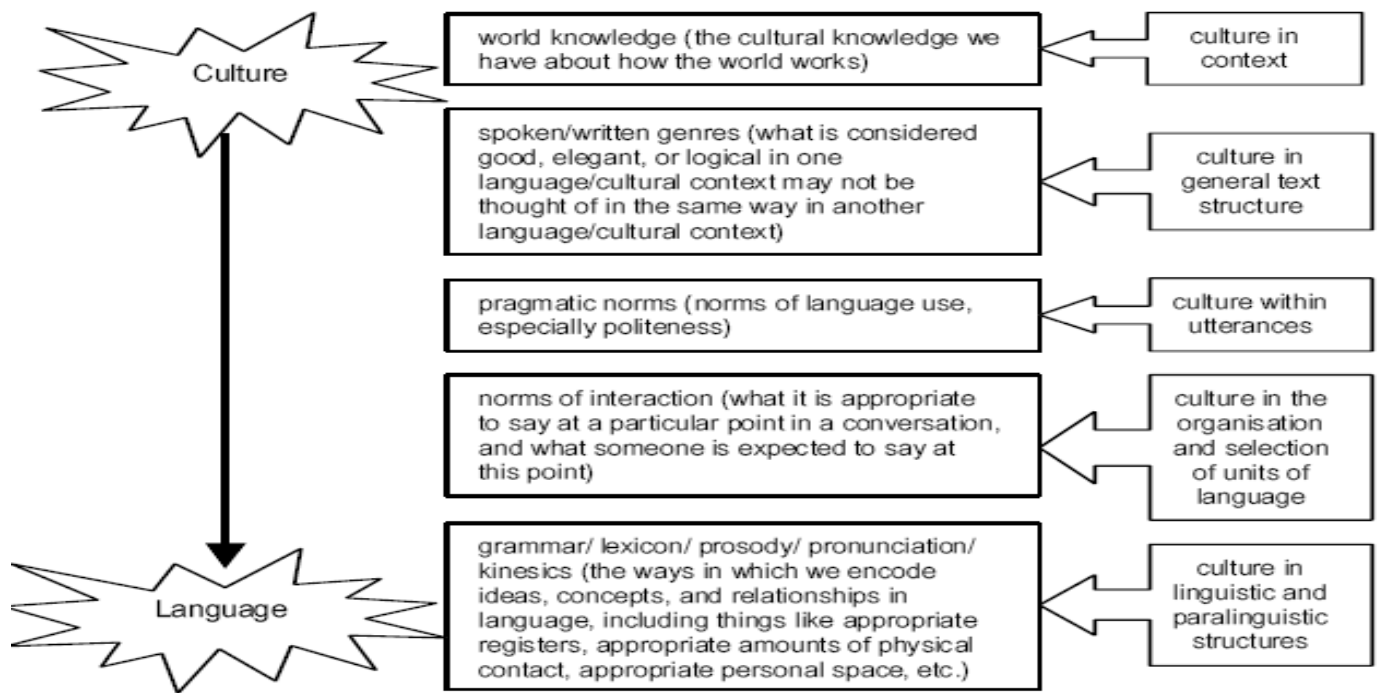 Culture
world knowledge (the cultural knowledge we
have about how the world works)
culture in
context
spoken/written genres (what is considered
good, elegant, or logical in one
language/cultural context may not be
thought of in the same way in another
language/cultural context)
culture in
general text
structure
pragmatic norms (norms of language use,
especially politeness)
culture within
utterances
norms of interaction (what it is appropriate
to say at a particular point in a conversation,
and what someone is expected to say at
this point)
culture in the
organisation
and selection
of units of
language
Language
grammar/ lexicon/ prosody/ pronunciation/
kinesics (the ways in which we encode
ideas, concepts, and relationships in
language, including things like appropriate
registers, appropriate amounts of physical
contact, appropriate personal space, etc.)
culture in
linguistic and
paralinguistic
structures